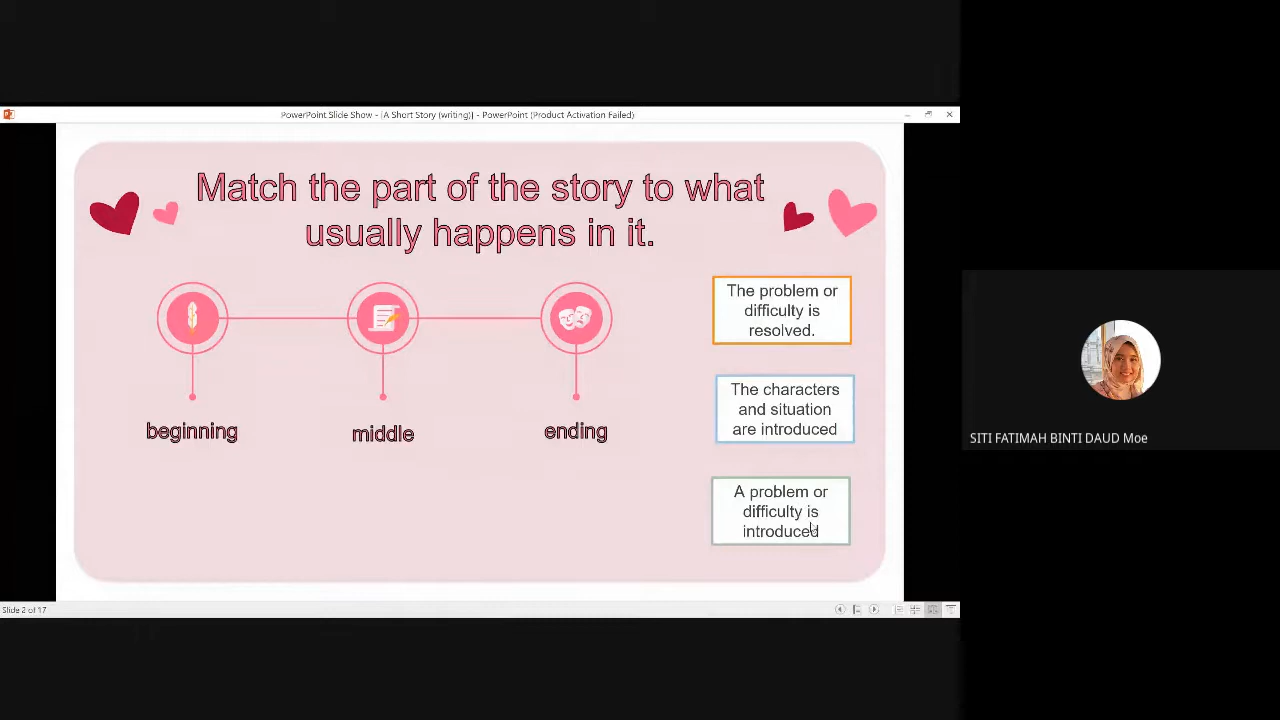 PowerPoint Slide Show - [A Short Story (writing)] - PowerPoint (Product Activation Failed)
Match the part of the story to what
usually happens in it.
beginning
middle
ending
The problem or
difficulty is
resolved.
The characters
and situation
are introduced
A problem or
difficulty is
introduced
SITI FATIMAH BINTI DAUD Moe
Slide 2 of 17